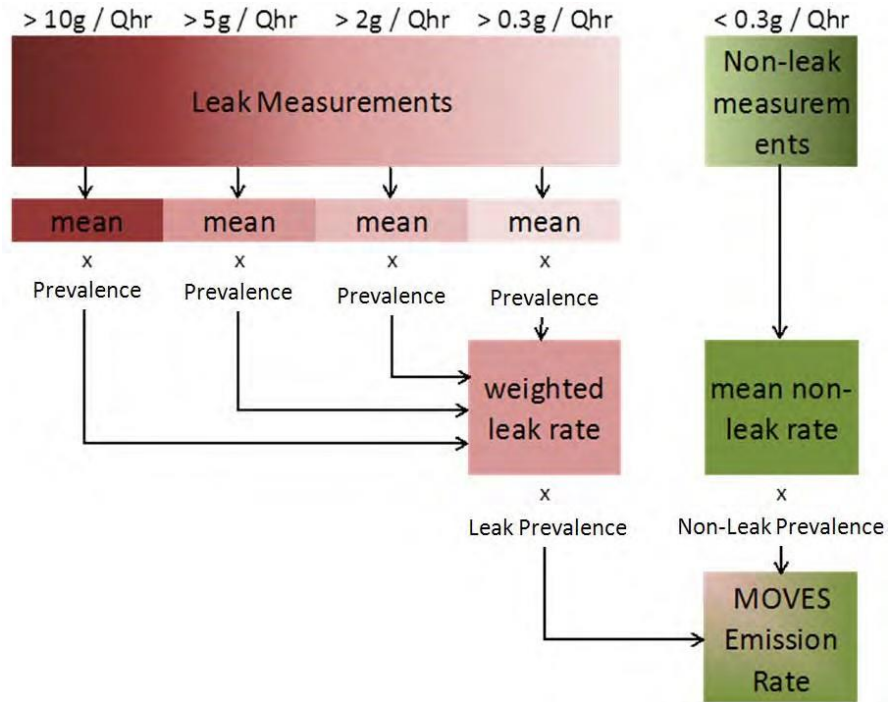 > 10g / Qhr > 5g / Qhr > 2g / Qhr > 0.3g / Qhr < 0.3g / Qhr
Leak Measurements
Non-leak
measurem
ents
mean mean mean mean
x x x x
Prevalence Prevalence Prevalence Prevalence
weighted
leak rate
mean non-
leak rate
x x
Leak Prevalence Non-Leak Prevalence
MOVES
Emission
Rate